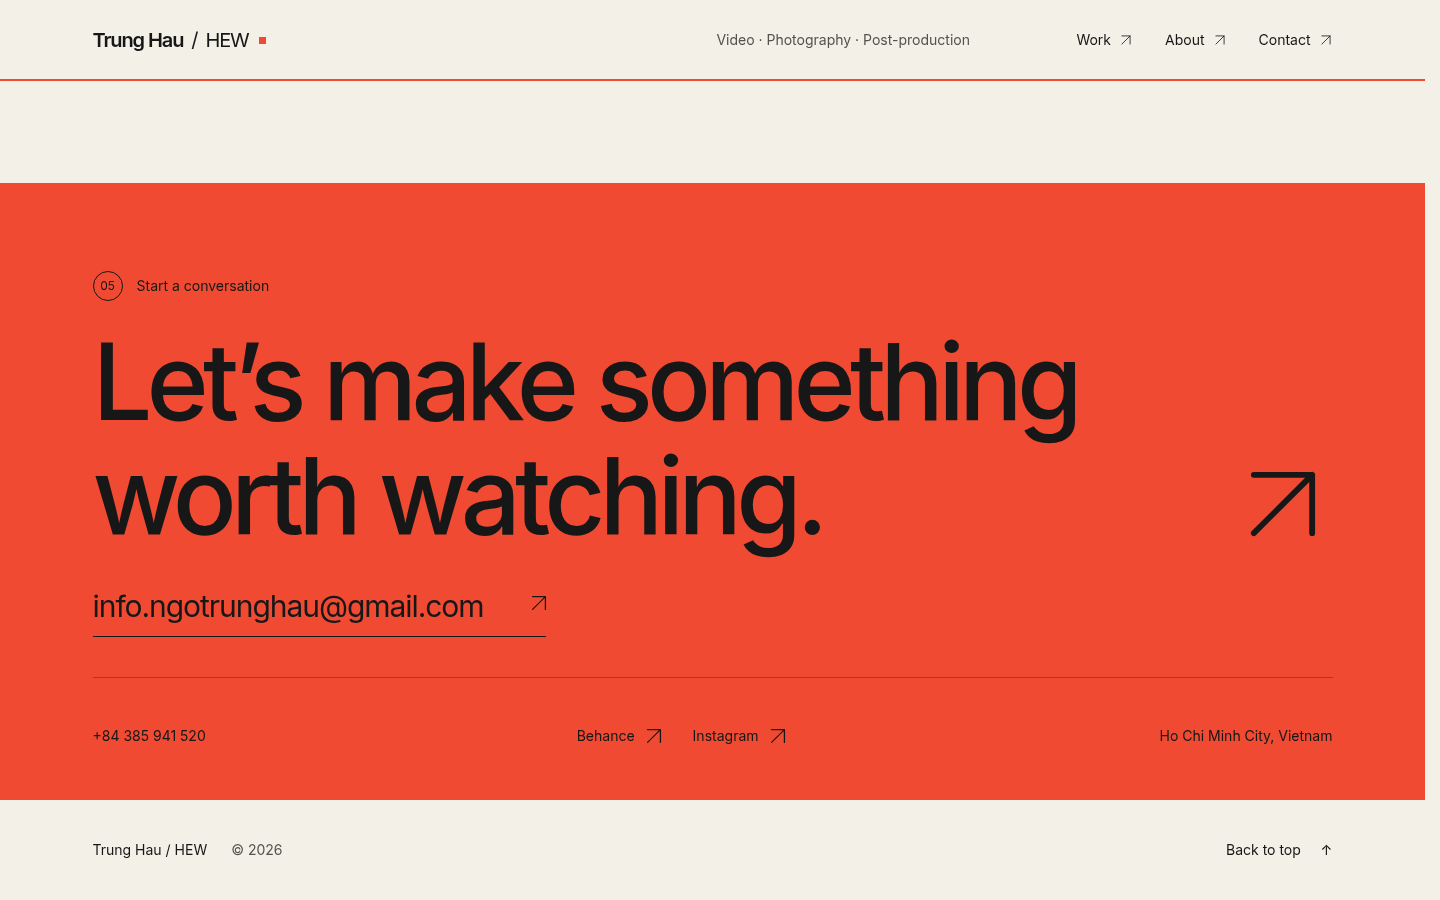 Trung Hau / HEW
Video · Photography · Post-production
Work
About
Contact
05
Start a conversation
Let’s make something
worth watching.
info.ngotrunghau@gmail.com
+84 385 941 520
Behance
Instagram
Ho Chi Minh City, Vietnam
Trung Hau / HEW
© 2026
Back to top ↑